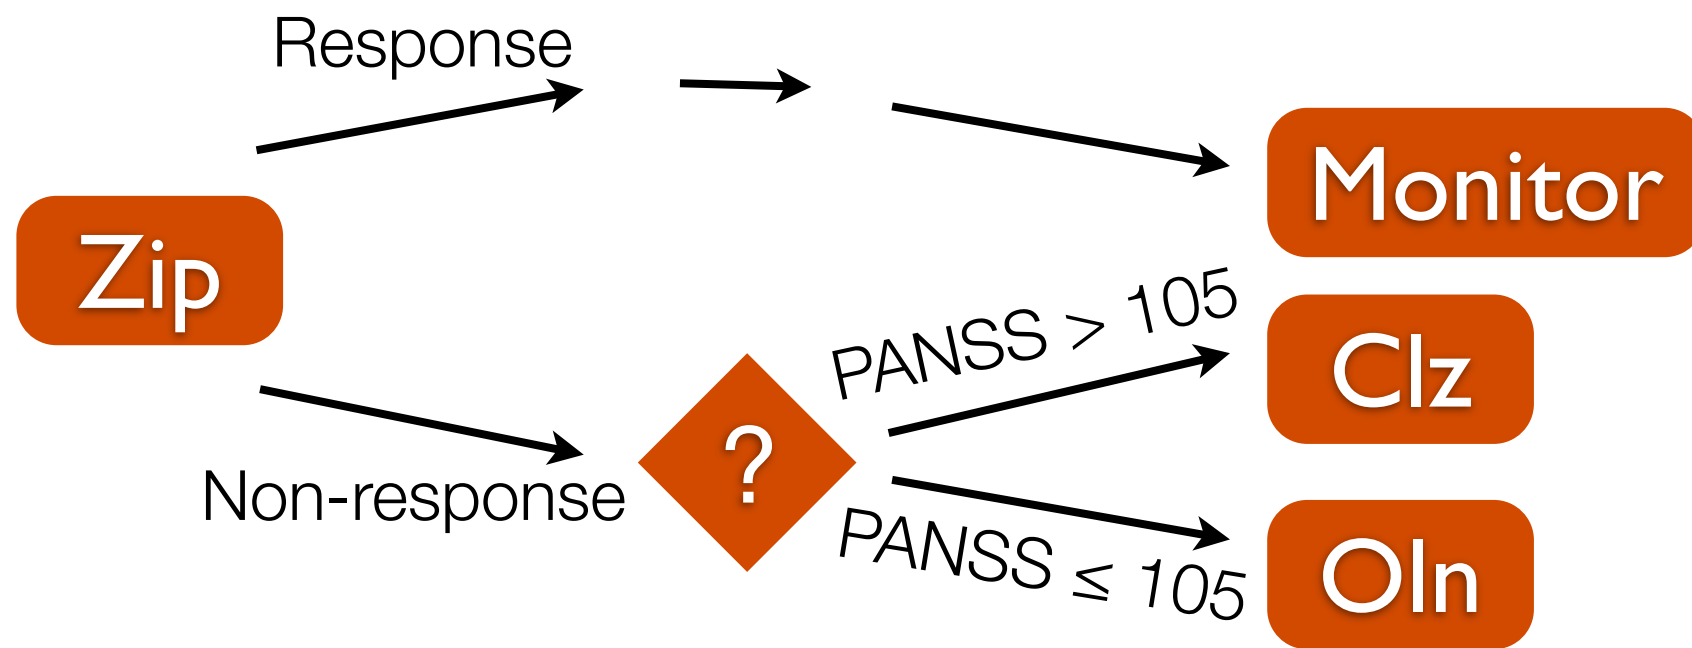 Response
Monitor
Zip
PANSS > 105
Clz
?
Non-response
PANSS ≤ 105
Oln